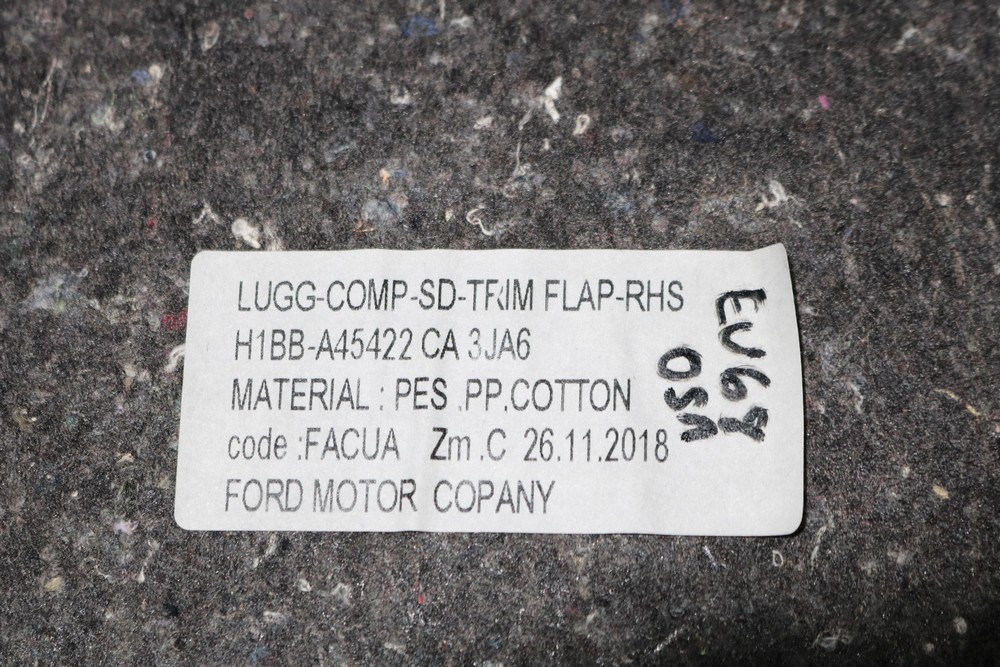 LUGG-COMP-SD-TRIM FLAP-RHS
H1BB-A45422 CA 3JA6
MATERIAL : PES .PP.COTTON
code :FACUA Zm.C 26.11.2018
FORD MOTOR COPANY
EU68
OSR